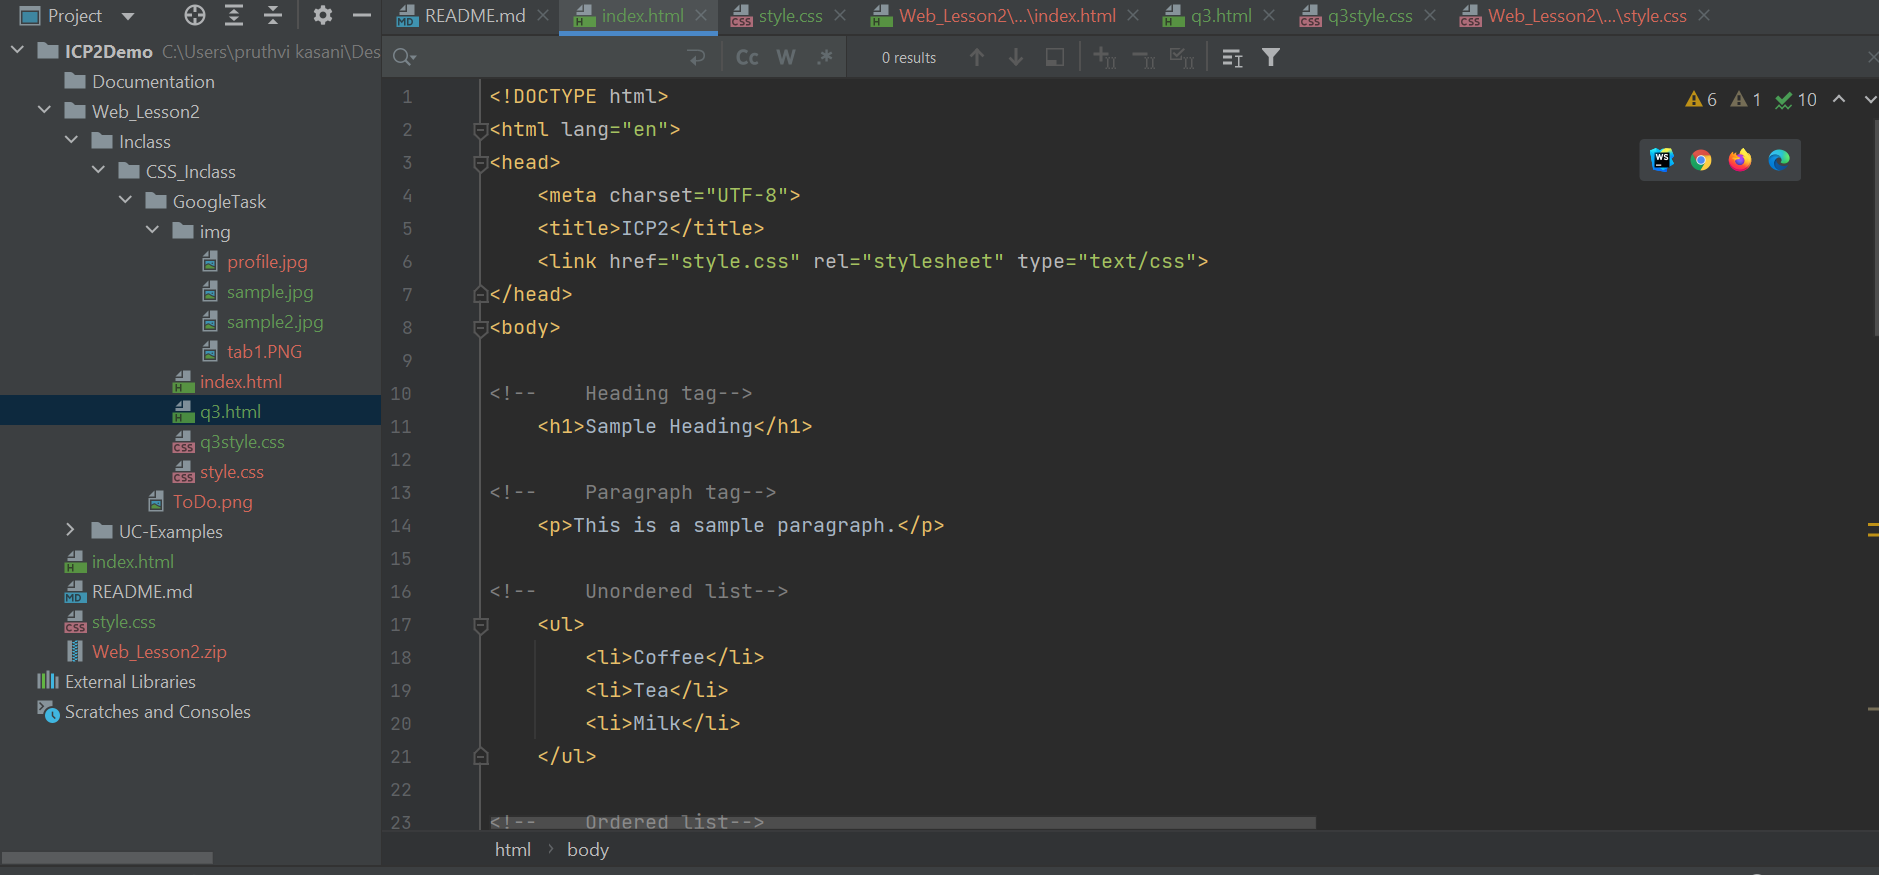 Project
README.md
index.html
style.css
Web_Lesson2\...\index.html
q3.html
q3style.css
Web_Lesson2\...\style.css
ICP2Demo C:\Users\pruthvi kasani\Des
Documentation
Web_Lesson2
Inclass
CSS_Inclass
GoogleTask
img
profile.jpg
sample.jpg
sample2.jpg
tab1.PNG
index.html
q3.html
q3style.css
style.css
ToDo.png
UC-Examples
index.html
README.md
style.css
Web_Lesson2.zip
External Libraries
Scratches and Consoles
Cc W .* 0 results
6 1 10
1 <!DOCTYPE html>
2 <html lang="en">
3 <head>
4 <meta charset="UTF-8">
5 <title>ICP2</title>
6 <link href="style.css" rel="stylesheet" type="text/css">
7 </head>
8 <body>
9
10 <!-- Heading tag-->
11 <h1>Sample Heading</h1>
12
13 <!-- Paragraph tag-->
14 <p>This is a sample paragraph.</p>
15
16 <!-- Unordered list-->
17 <ul>
18 <li>Coffee</li>
19 <li>Tea</li>
20 <li>Milk</li>
21 </ul>
22
23 <!-- Ordered list-->
html › body